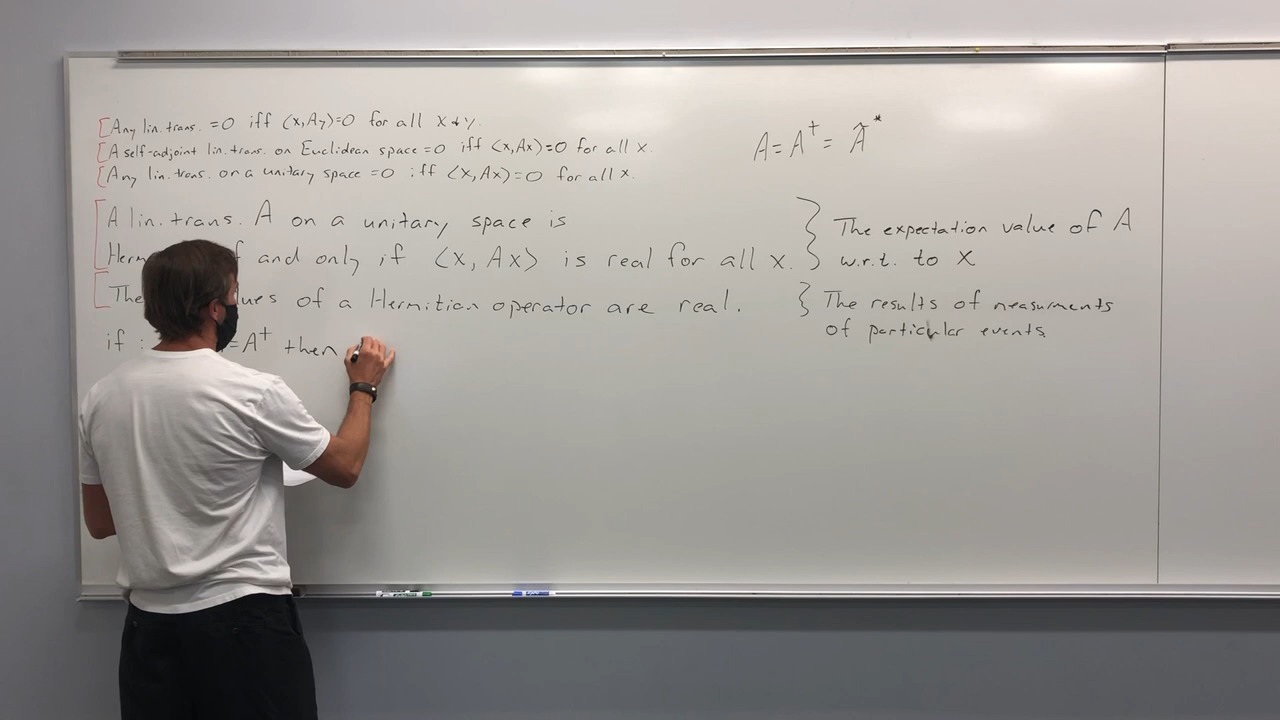 [Any lin. trans. =0 iff ⟨x,Ay⟩=0 for all x & y.
[A self-adjoint lin. trans. on Euclidean space =0 iff ⟨x,Ax⟩=0 for all x.
[Any lin. trans. on a unitary space =0 iff ⟨x,Ax⟩=0 for all x.
A = A† = Ã*
[A lin. trans. A on a unitary space is
Herm and only if ⟨x, Ax⟩ is real for all x.
} The expectation value of A
w.r.t. to x
[The ues of a Hermitian operator are real.
} The results of measurments
of particular events
if : =A† then